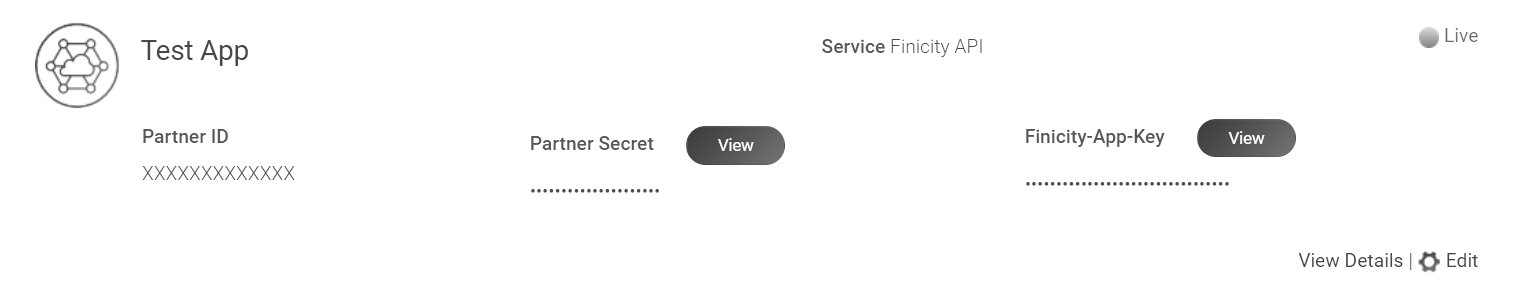 Test App
Service Finicity API
Live
Partner ID
XXXXXXXXXXXXX
Partner Secret
View
•••••••••••••••••••••
Finicity-App-Key
View
•••••••••••••••••••••••••••••••••
View Details | Edit